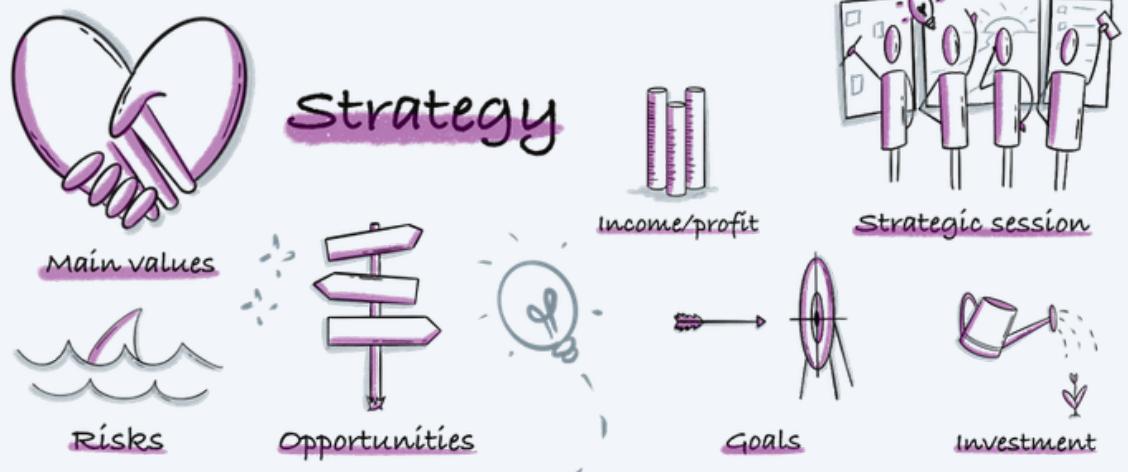 Strategy
Income/profit
Strategic session
Main values
Risks
Opportunities
Goals
Investment